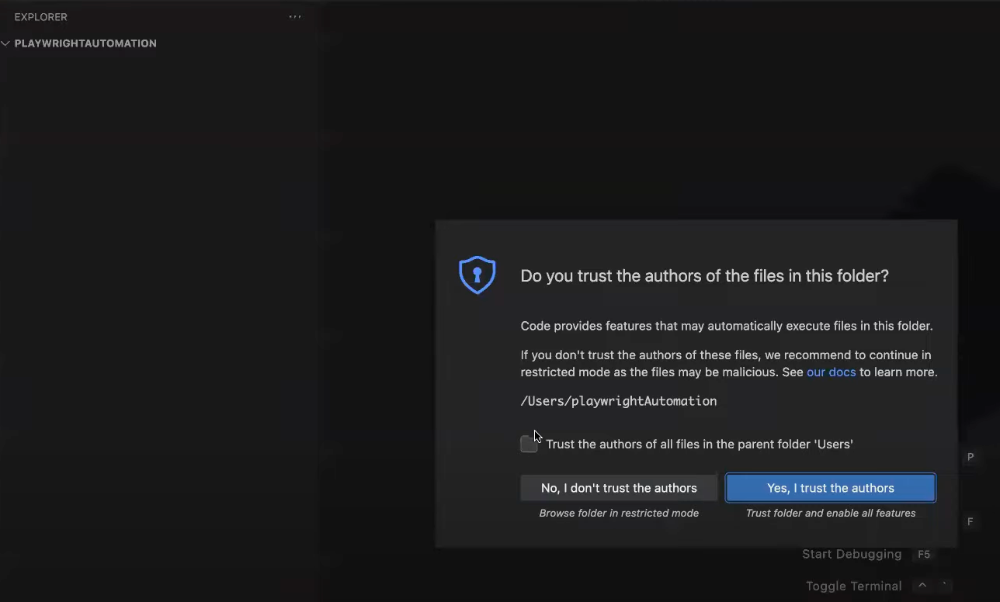 EXPLORER
PLAYWRIGHTAUTOMATION
Do you trust the authors of the files in this folder?
Code provides features that may automatically execute files in this folder.
If you don't trust the authors of these files, we recommend to continue in
restricted mode as the files may be malicious. See our docs to learn more.
/Users/playwrightAutomation
Trust the authors of all files in the parent folder 'Users'
No, I don't trust the authors
Yes, I trust the authors
Browse folder in restricted mode
Trust folder and enable all features
P
F
Start Debugging F5
Toggle Terminal ^ `